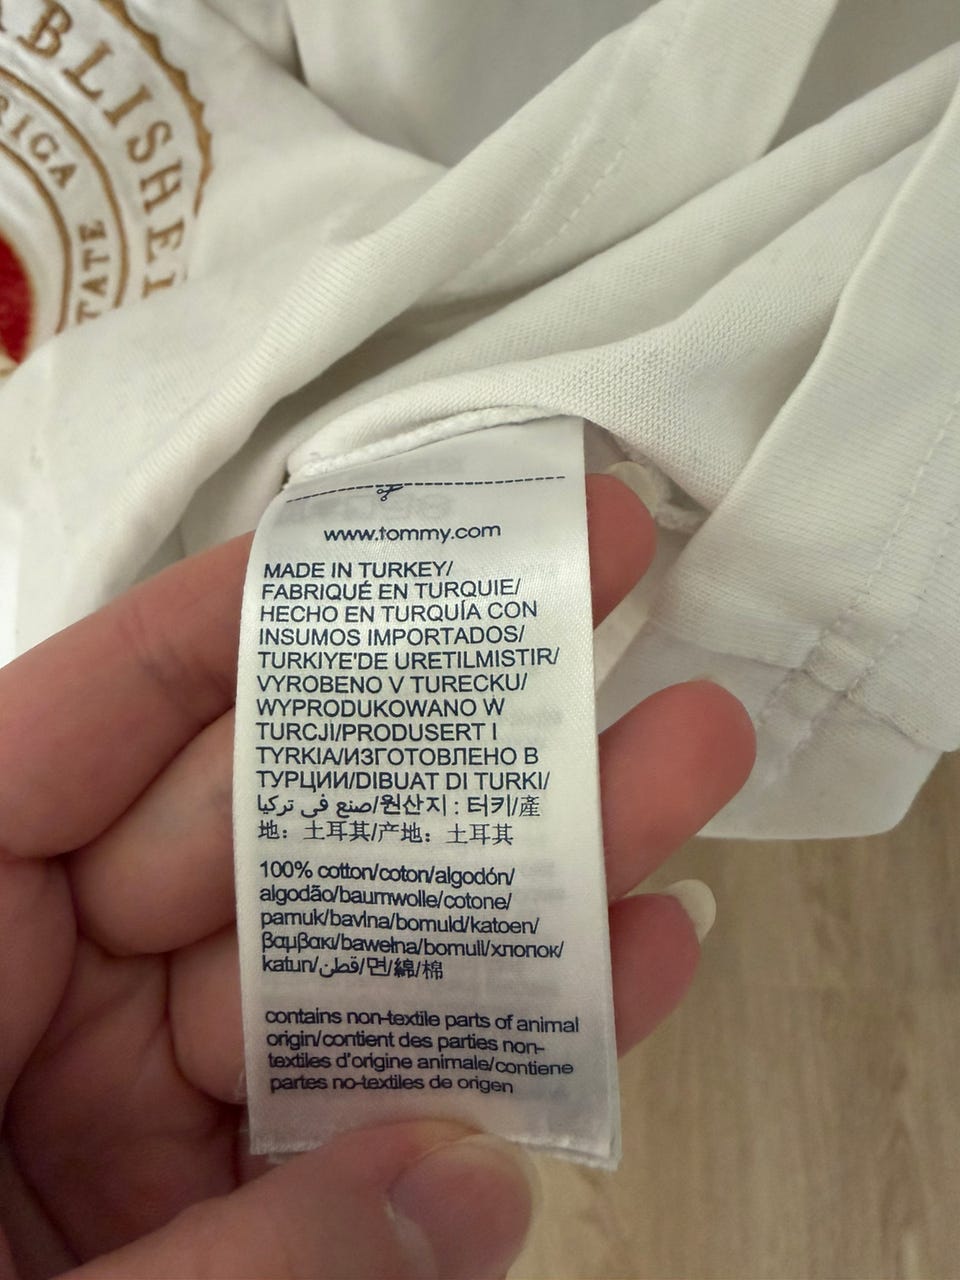 ABLISHE
RICA
TATE
www.tommy.com
MADE IN TURKEY/
FABRIQUÉ EN TURQUIE/
HECHO EN TURQUÍA CON
INSUMOS IMPORTADOS/
TURKIYE'DE URETILMISTIR/
VYROBENO V TURECKU/
WYPRODUKOWANO W
TURCJI/PRODUSERT I
TYRKIA/ИЗГОТОВЛЕНО В
ТУРЦИИ/DIBUAT DI TURKI/
صنع في تركيا/원산지 : 터키/產
地：土耳其/产地：土耳其
100% cotton/coton/algodón/
algodão/baumwolle/cotone/
pamuk/bavlna/bomuld/katoen/
βαμβακι/bawełna/bomull/хлопок/
katun/قطن/면/綿/棉
contains non-textile parts of animal
origin/contient des parties non-
textiles d'origine animale/contiene
partes no-textiles de origen